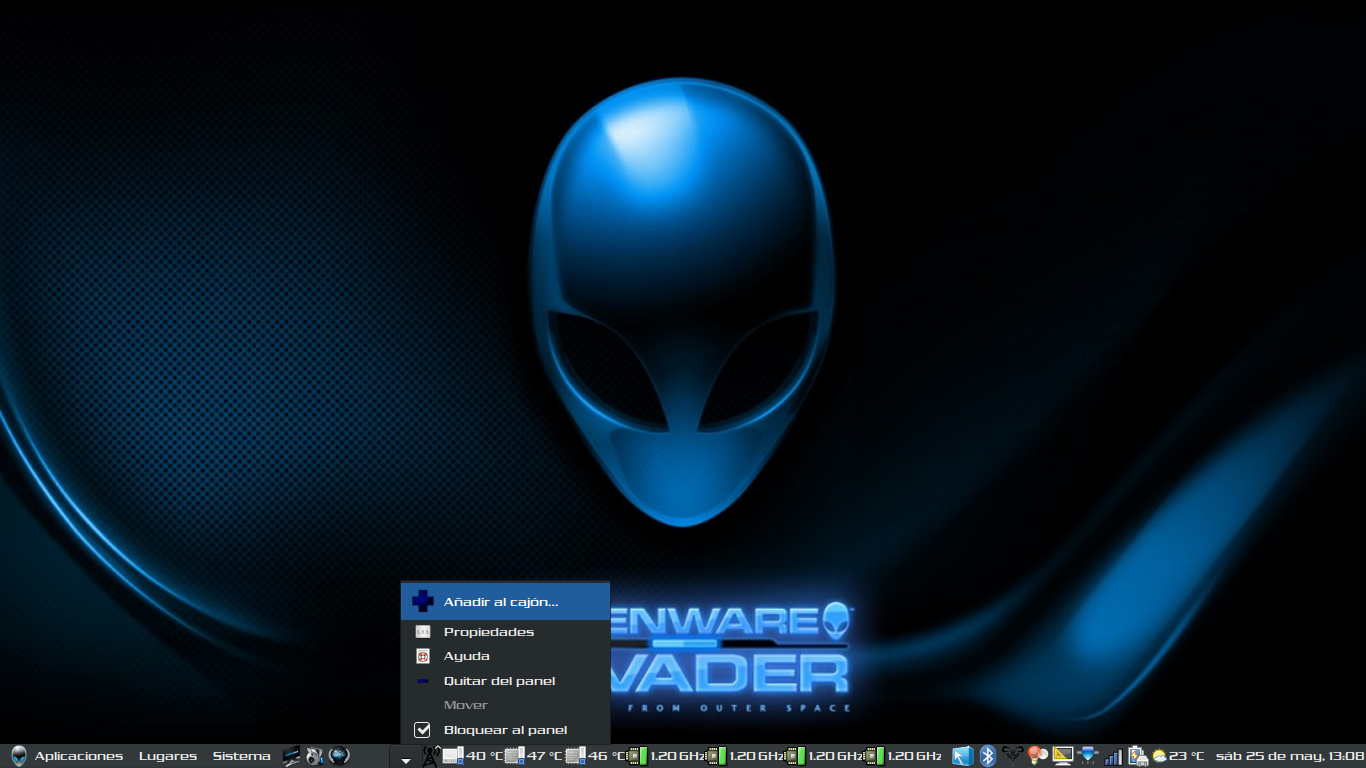 Añadir al cajón...
Propiedades
Ayuda
Quitar del panel
Mover
Bloquear al panel
ENWARE
VADER
FROM OUTER SPACE
Aplicaciones Lugares Sistema 40 °C 47 °C 46 °C 1.20 GHz 1.20 GHz 1.20 GHz 1.20 GHz 23 °C sáb 25 de may, 13:08